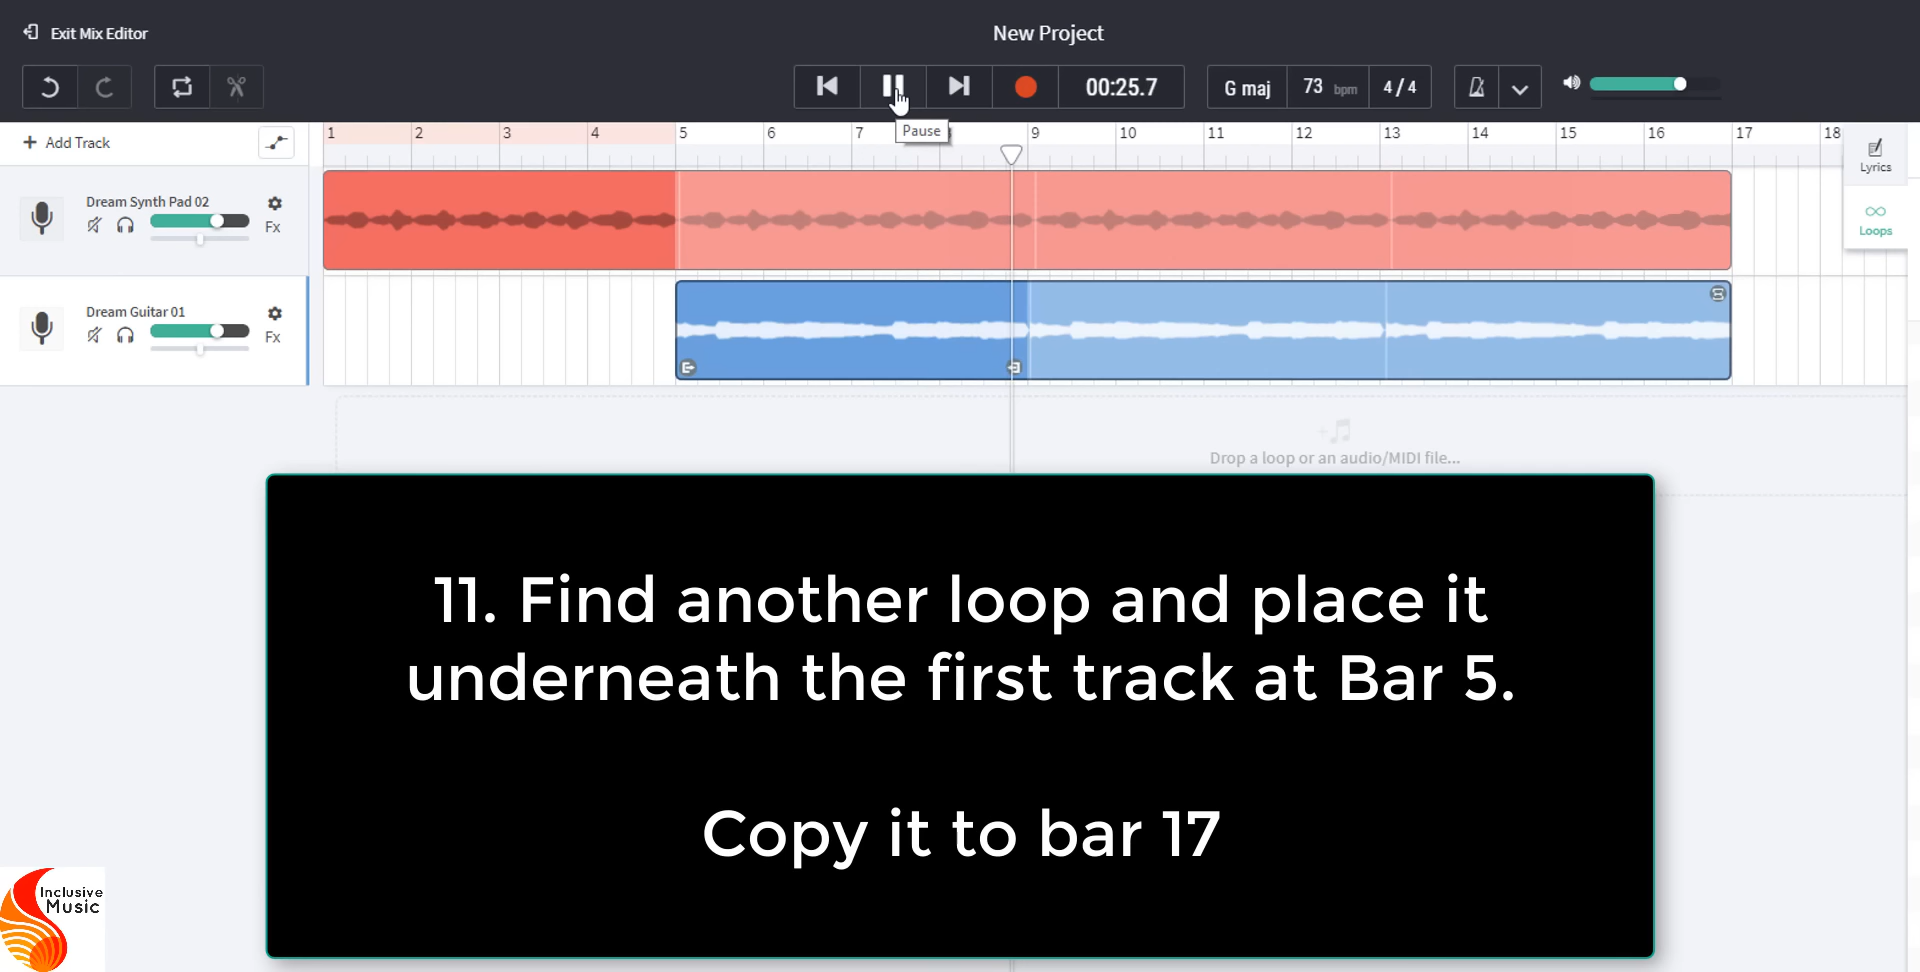 Exit Mix Editor
New Project
00:25.7
G maj
73 bpm
4 / 4
Pause
Add Track
1 2 3 4 5 6 7 9 10 11 12 13 14 15 16 17 18
Lyrics
Dream Synth Pad 02
Fx
Loops
Dream Guitar 01
Fx
Drop a loop or an audio/MIDI file...
11. Find another loop and place it
underneath the first track at Bar 5.
Copy it to bar 17
Inclusive
Music